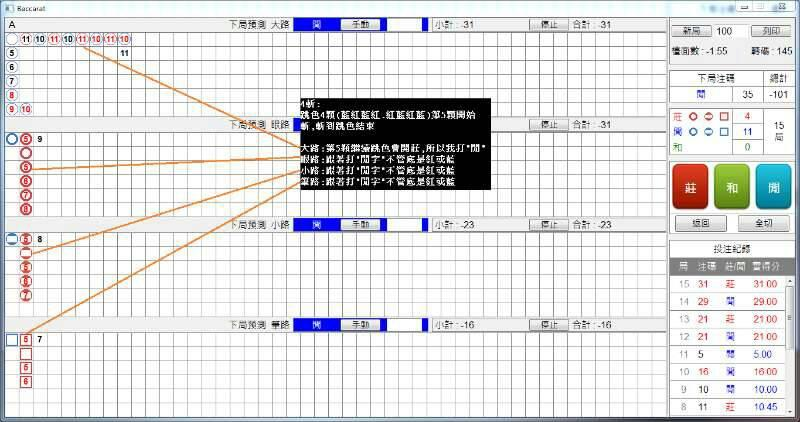 Baccarat
A
下局預測 大路
閒
手動
小計 : -31
停止
合計 : -31
11 10 11 10 11 10 11 10
5
11
9 10
4斬:
跳色4顆(藍紅藍紅.紅藍紅藍)第5顆開始
斬,斬到跳色結束
大路:第5顆繼續跳色會開莊,所以我打"閒"
眼路:跟著打"閒字"不管底是紅或藍
小路:跟著打"閒字"不管底是紅或藍
筆路:跟著打"閒字"不管底是紅或藍
下局預測 眼路
停止
合計 : -31
5 9
5
5
6
7
8
下局預測 小路
閒
手動
小計 : -23
停止
合計 : -23
5 8
5
6
7
下局預測 筆路
閒
手動
小計 : -16
停止
合計 : -16
5 7
5
6
新局
100
列印
檯面數 : -1.55
轉碼 : 145
下局注碼
總計
閒
35
-101
莊
4
閒
11
和
0
15
局
莊
和
閒
返回
全切
投注紀錄
局 注碼 莊/閒 實得分
15 31 莊 31.00
14 29 閒 29.00
13 21 莊 21.00
12 21 閒 21.00
11 5 閒 5.00
10 16 閒 16.00
9 10 閒 10.00
8 11 莊 10.45